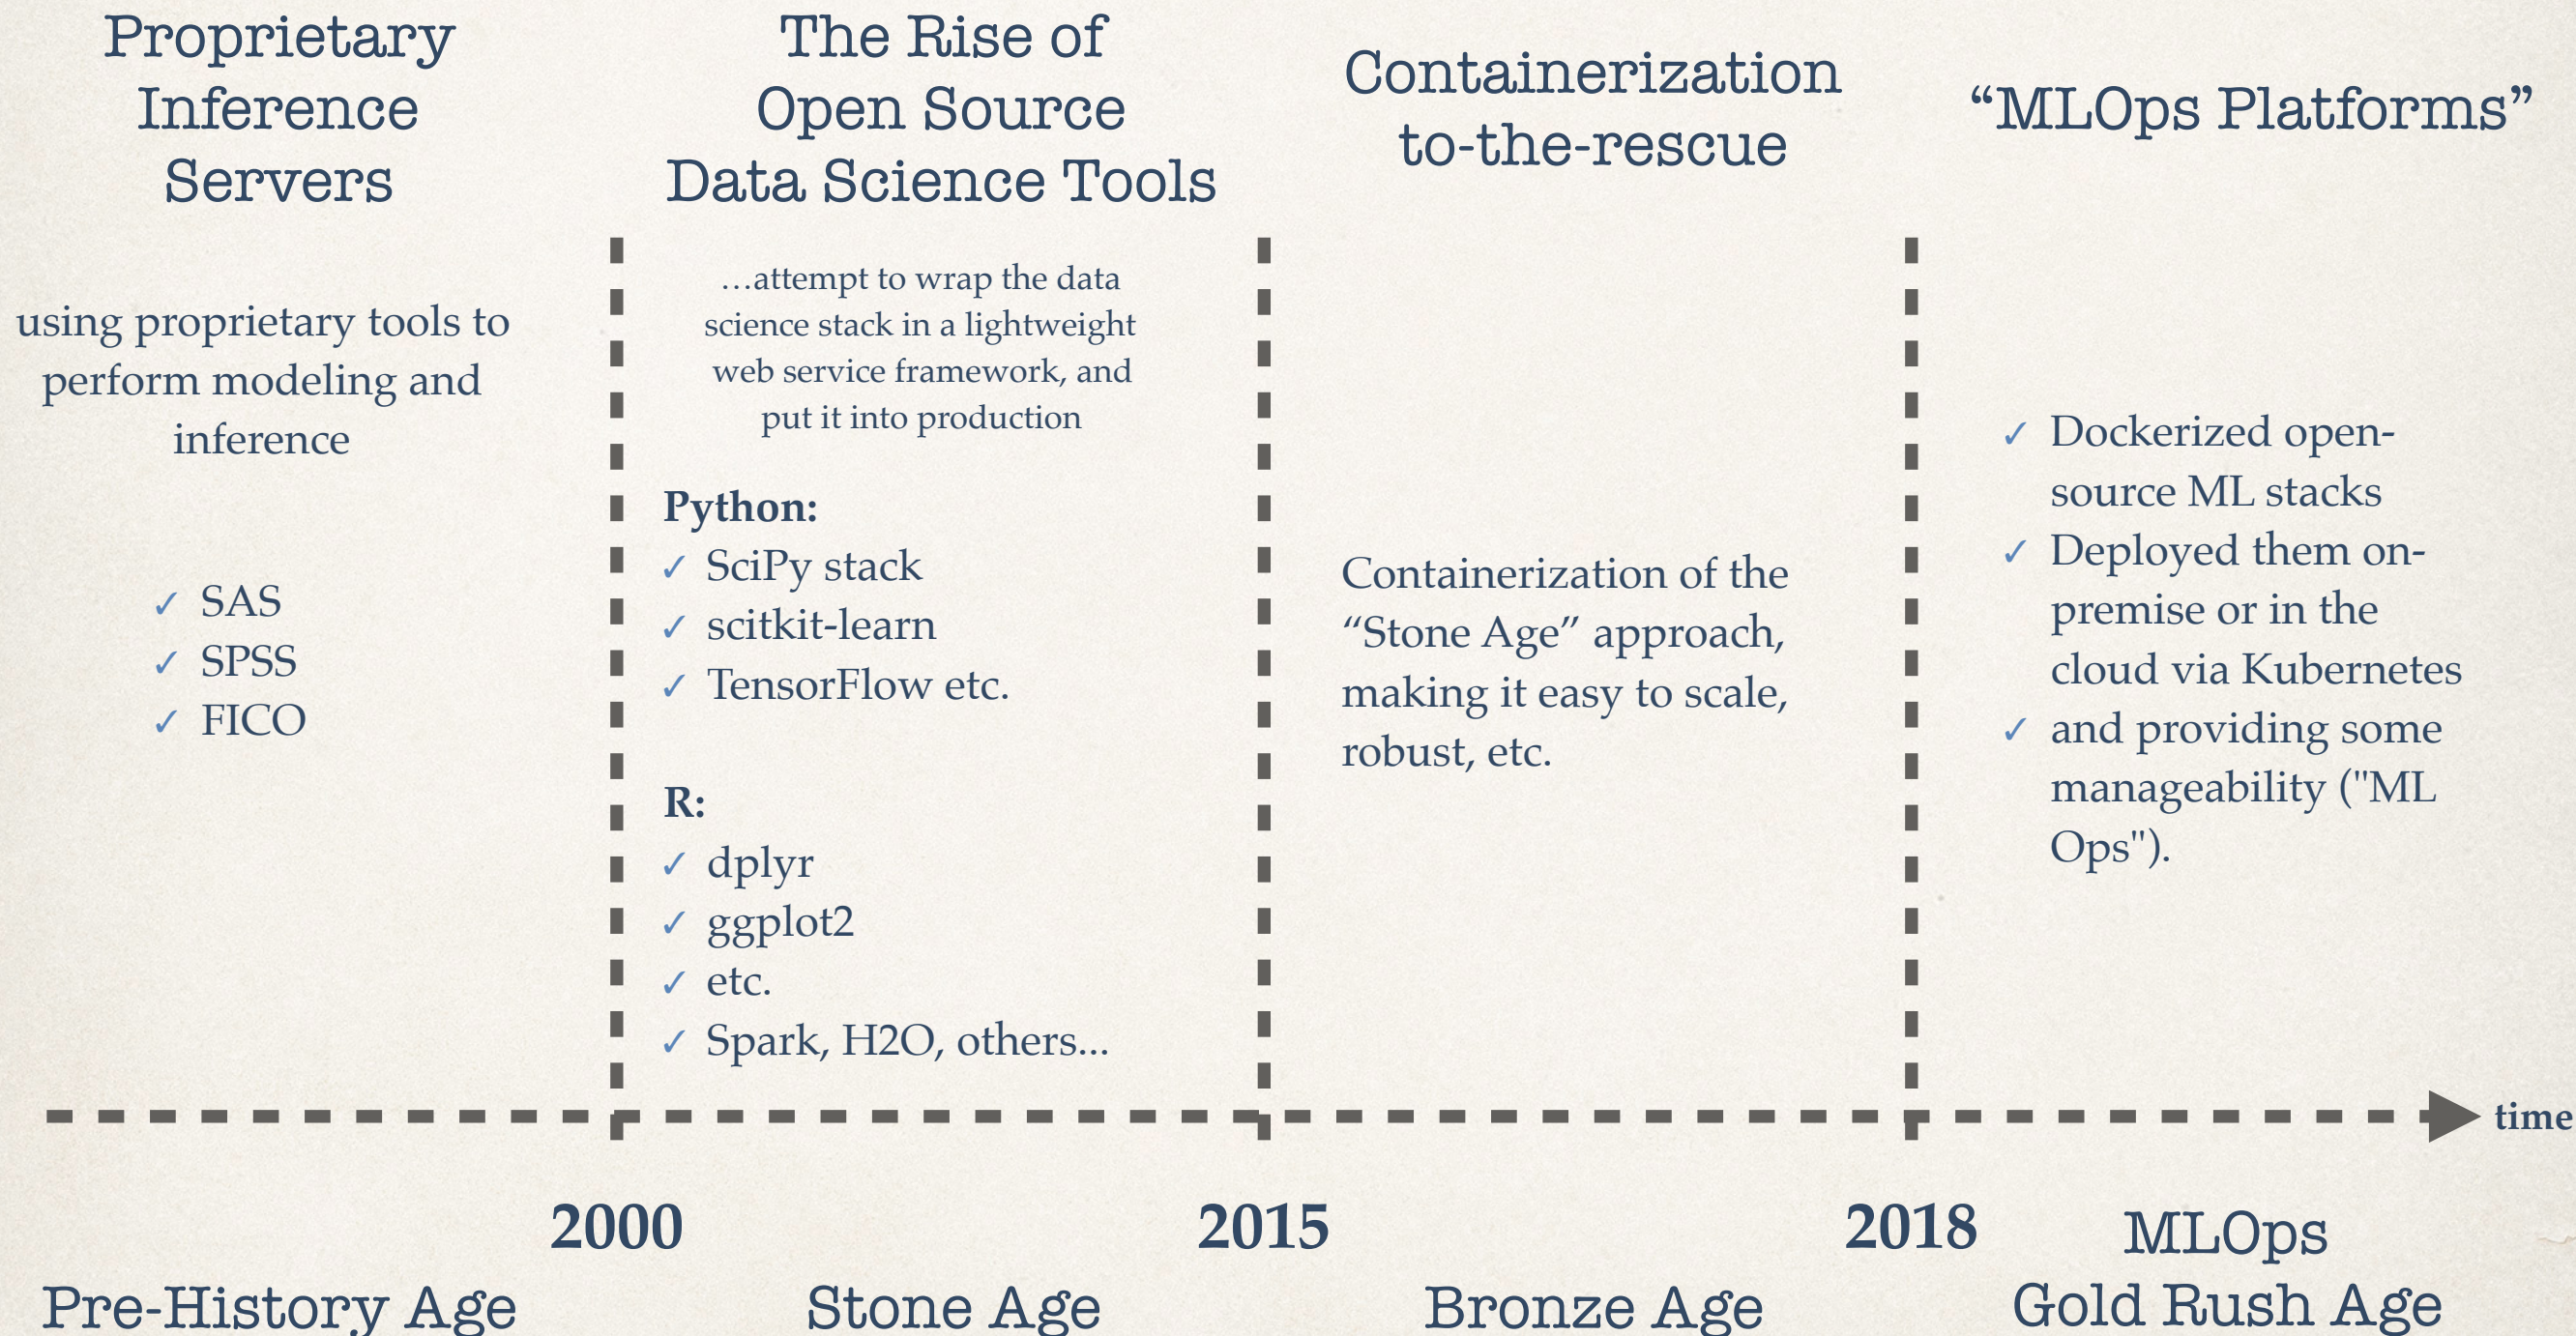 Proprietary
Inference
Servers
using proprietary tools to
perform modeling and
inference
✓ SAS
✓ SPSS
✓ FICO
The Rise of
Open Source
Data Science Tools
…attempt to wrap the data
science stack in a lightweight
web service framework, and
put it into production
Python:
✓ SciPy stack
✓ scitkit-learn
✓ TensorFlow etc.
R:
✓ dplyr
✓ ggplot2
✓ etc.
✓ Spark, H2O, others...
Containerization
to-the-rescue
Containerization of the
“Stone Age” approach,
making it easy to scale,
robust, etc.
“MLOps Platforms”
✓ Dockerized open-
source ML stacks
✓ Deployed them on-
premise or in the
cloud via Kubernetes
✓ and providing some
manageability ("ML
Ops").
time
2000
2015
2018
Pre-History Age
Stone Age
Bronze Age
MLOps
Gold Rush Age